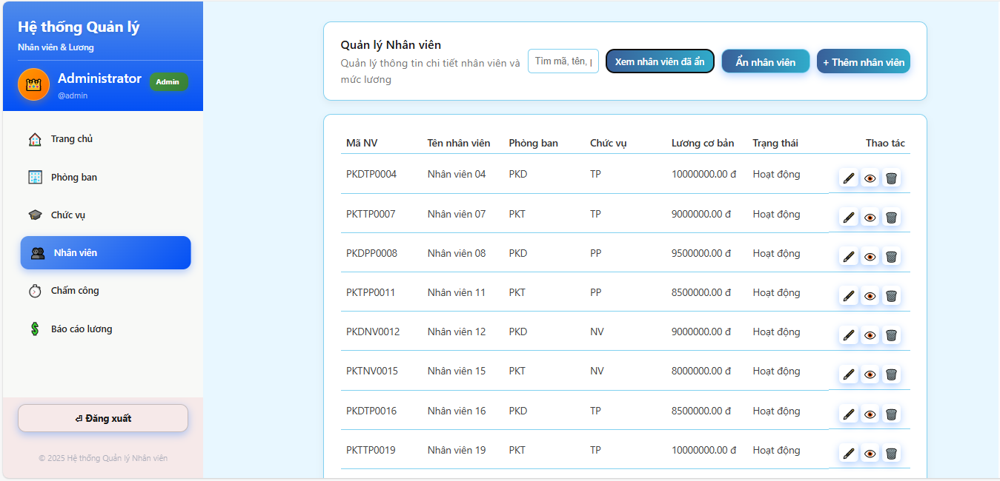 Hệ thống Quản lý
Nhân viên & Lương
Administrator
Admin
@admin
Trang chủ
Phòng ban
Chức vụ
Nhân viên
Chấm công
Báo cáo lương
Đăng xuất
© 2025 Hệ thống Quản lý Nhân viên
Quản lý Nhân viên
Quản lý thông tin chi tiết nhân viên và
mức lương
Tìm mã, tên,
Xem nhân viên đã ẩn
Ẩn nhân viên
+ Thêm nhân viên
Mã NV Tên nhân viên Phòng ban Chức vụ Lương cơ bản Trạng thái Thao tác
PKDTP0004 Nhân viên 04 PKD TP 10000000.00 đ Hoạt động
PKTTP0007 Nhân viên 07 PKT TP 9000000.00 đ Hoạt động
PKDPP0008 Nhân viên 08 PKD PP 9500000.00 đ Hoạt động
PKTPP0011 Nhân viên 11 PKT PP 8500000.00 đ Hoạt động
PKDNV0012 Nhân viên 12 PKD NV 9000000.00 đ Hoạt động
PKTNV0015 Nhân viên 15 PKT NV 8000000.00 đ Hoạt động
PKDTP0016 Nhân viên 16 PKD TP 8500000.00 đ Hoạt động
PKTTP0019 Nhân viên 19 PKT TP 10000000.00 đ Hoạt động